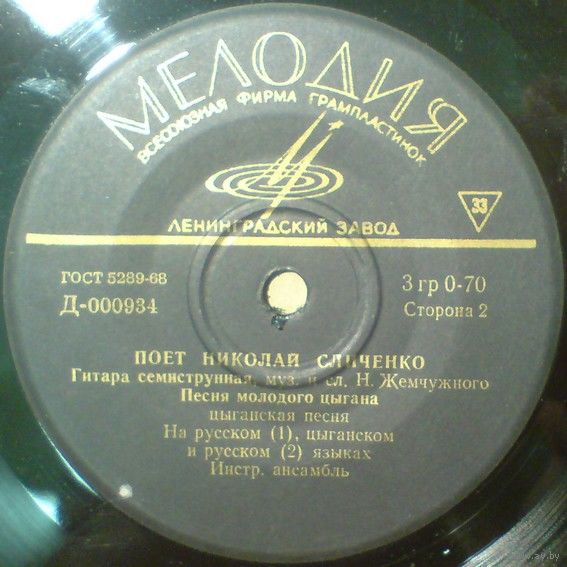 МЕЛОДИЯ
ВСЕСОЮЗНАЯ ФИРМА ГРАМПЛАСТИНОК
33
ЛЕНИНГРАДСКИЙ ЗАВОД
ГОСТ 5289-68
3 гр 0-70
Д-000934
Сторона 2
ПОЕТ НИКОЛАЙ СЛИЧЕНКО
Гитара семиструнная, муз. и сл. Н. Жемчужного
Песня молодого цыгана
цыганская песня
На русском (1), цыганском
и русском (2) языках
Инстр. ансамбль